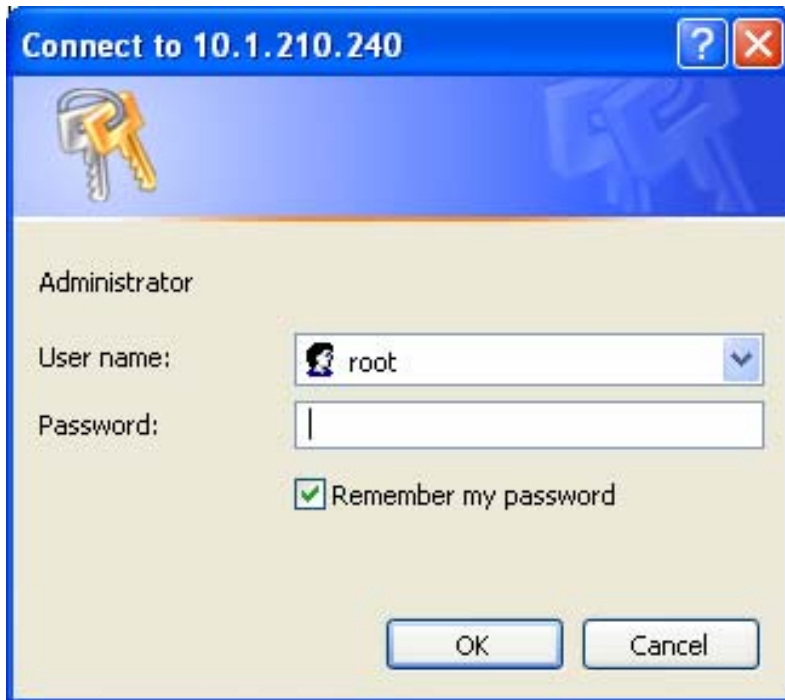 Connect to 10.1.210.240
Administrator
User name:
root
Password:
Remember my password
OK
Cancel